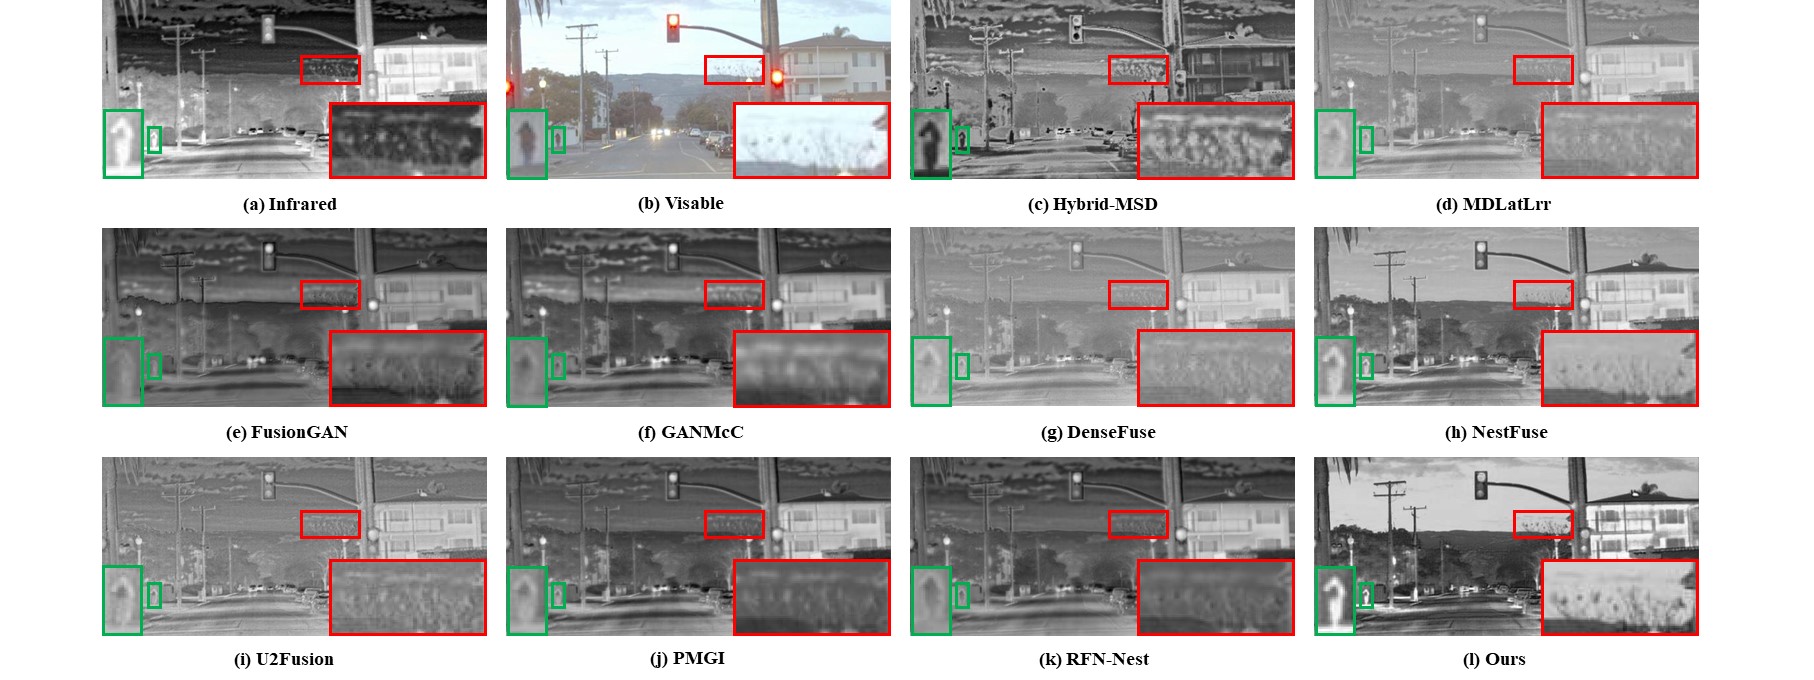 (a) Infrared
(b) Visable
(c) Hybrid-MSD
(d) MDLatLrr
(e) FusionGAN
(f) GANMcC
(g) DenseFuse
(h) NestFuse
(i) U2Fusion
(j) PMGI
(k) RFN-Nest
(l) Ours